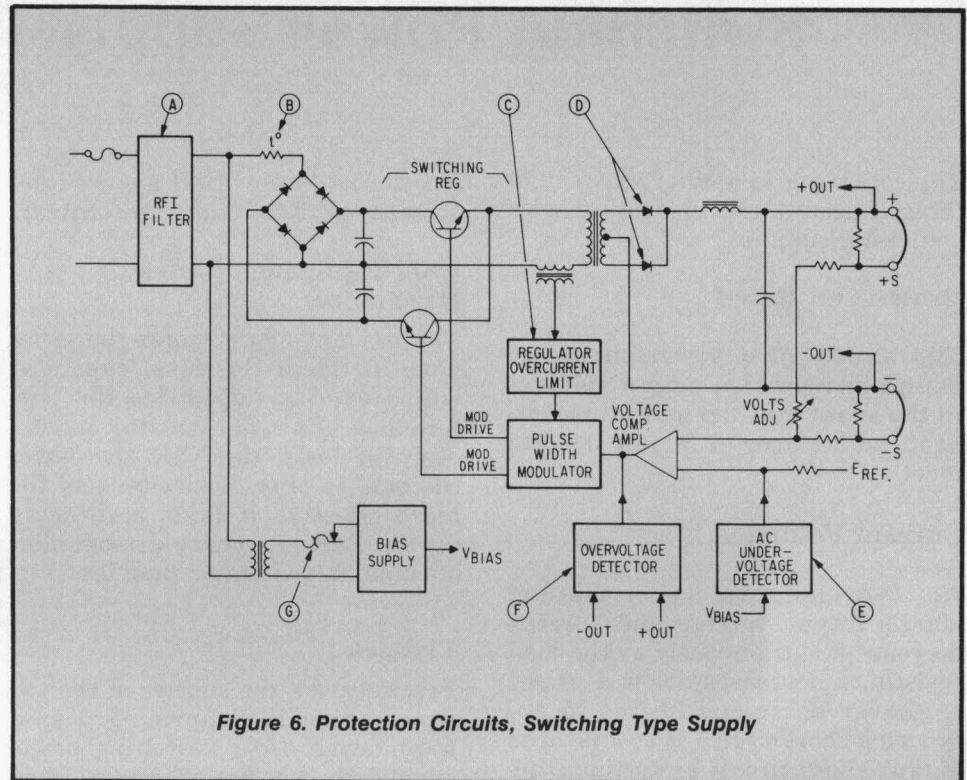 A
B
C
D
t°
SWITCHING
REG.
RFI
FILTER
+OUT
+
+S
REGULATOR
OVERCURRENT
LIMIT
-OUT
-
VOLTS
ADJ
-S
MOD
DRIVE
MOD DRIVE
VOLTAGE
COMP.
AMPL.
PULSE
WIDTH
MODULATOR
EREF.
BIAS
SUPPLY
VBIAS
OVERVOLTAGE
DETECTOR
AC
UNDER-
VOLTAGE
DETECTOR
G
F
E
VBIAS
-OUT
+OUT
Figure 6. Protection Circuits, Switching Type Supply